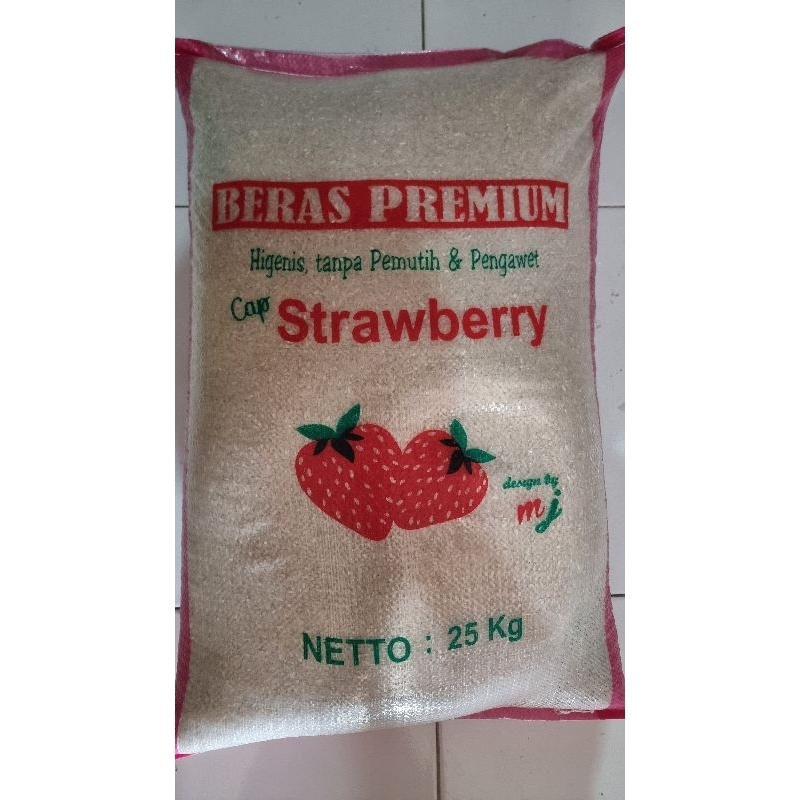 BERAS PREMIUM
Higenis, tanpa Pemutih & Pengawet
Cap Strawberry
design by
mj
NETTO : 25 Kg